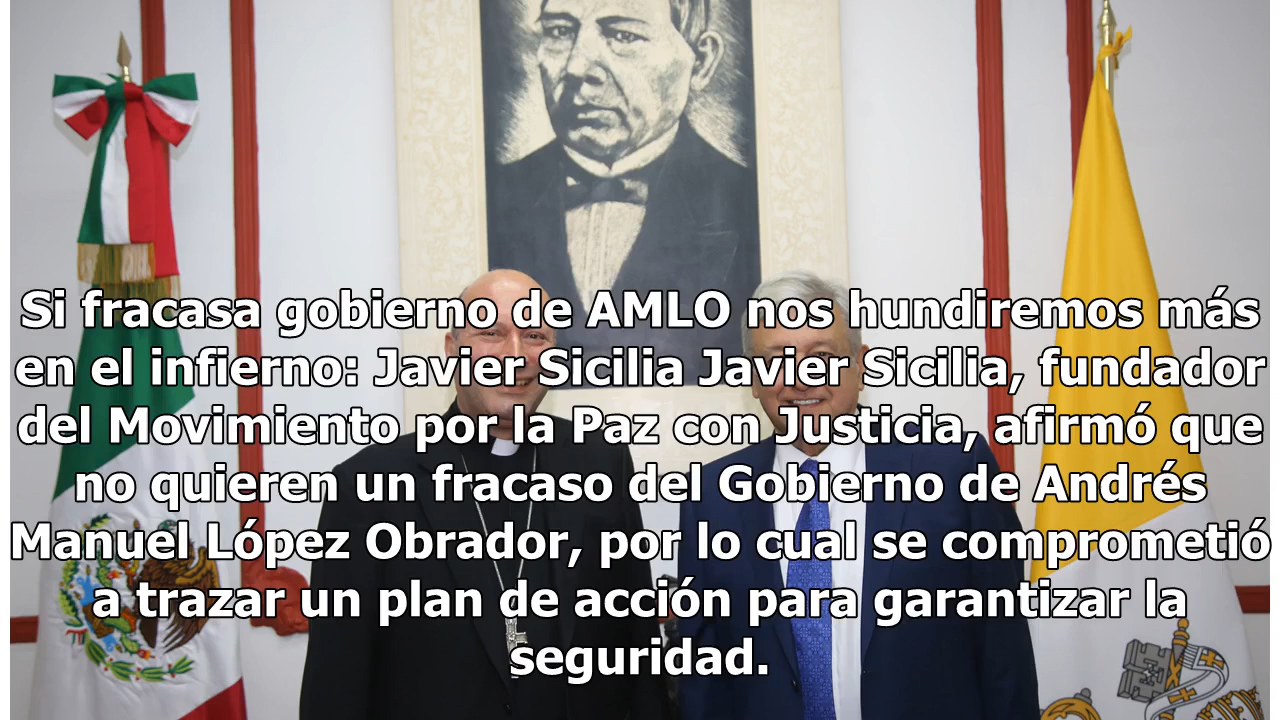 Si fracasa gobierno de AMLO nos hundiremos más
en el infierno: Javier Sicilia Javier Sicilia, fundador
del Movimiento por la Paz con Justicia, afirmó que
no quieren un fracaso del Gobierno de Andrés
Manuel López Obrador, por lo cual se comprometió
a trazar un plan de acción para garantizar la
seguridad.